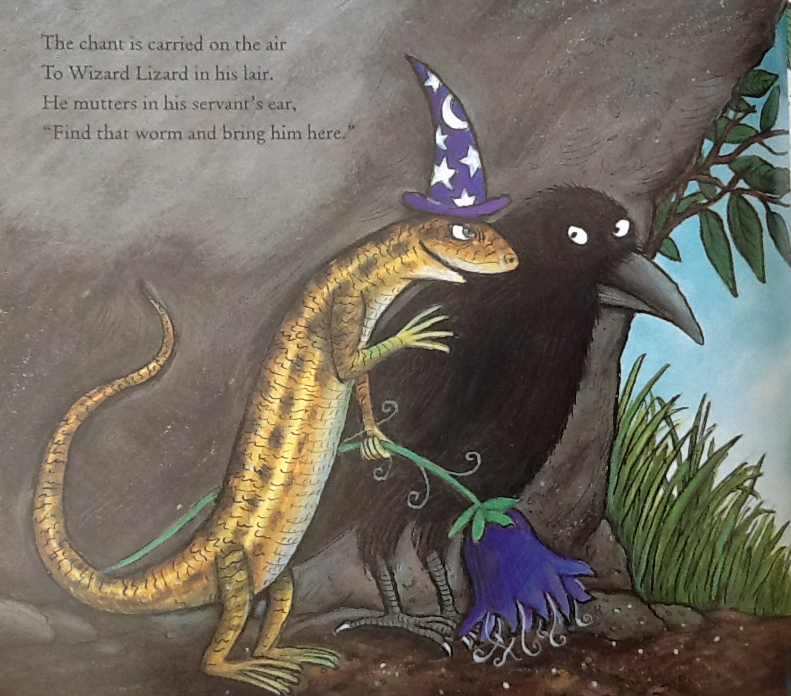 The chant is carried on the air
To Wizard Lizard in his lair.
He mutters in his servant’s ear,
“Find that worm and bring him here.”